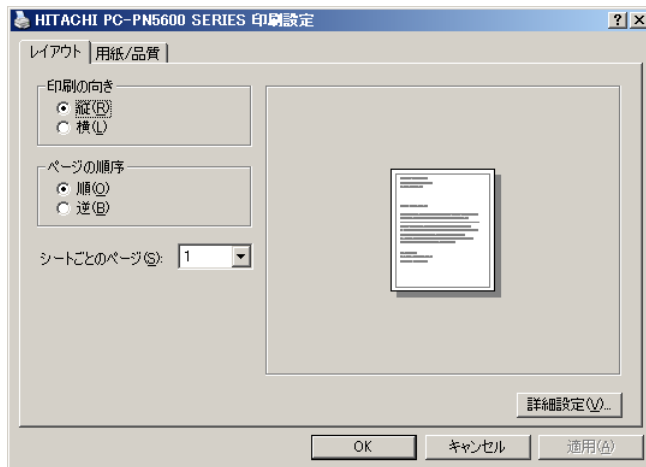 HITACHI PC-PN5600 SERIES 印刷設定
レイアウト 用紙/品質
印刷の向き
縦(R)
横(L)
ページの順序
順(O)
逆(B)
シートごとのページ(S): 1
詳細設定(V)...
OK キャンセル 適用(A)